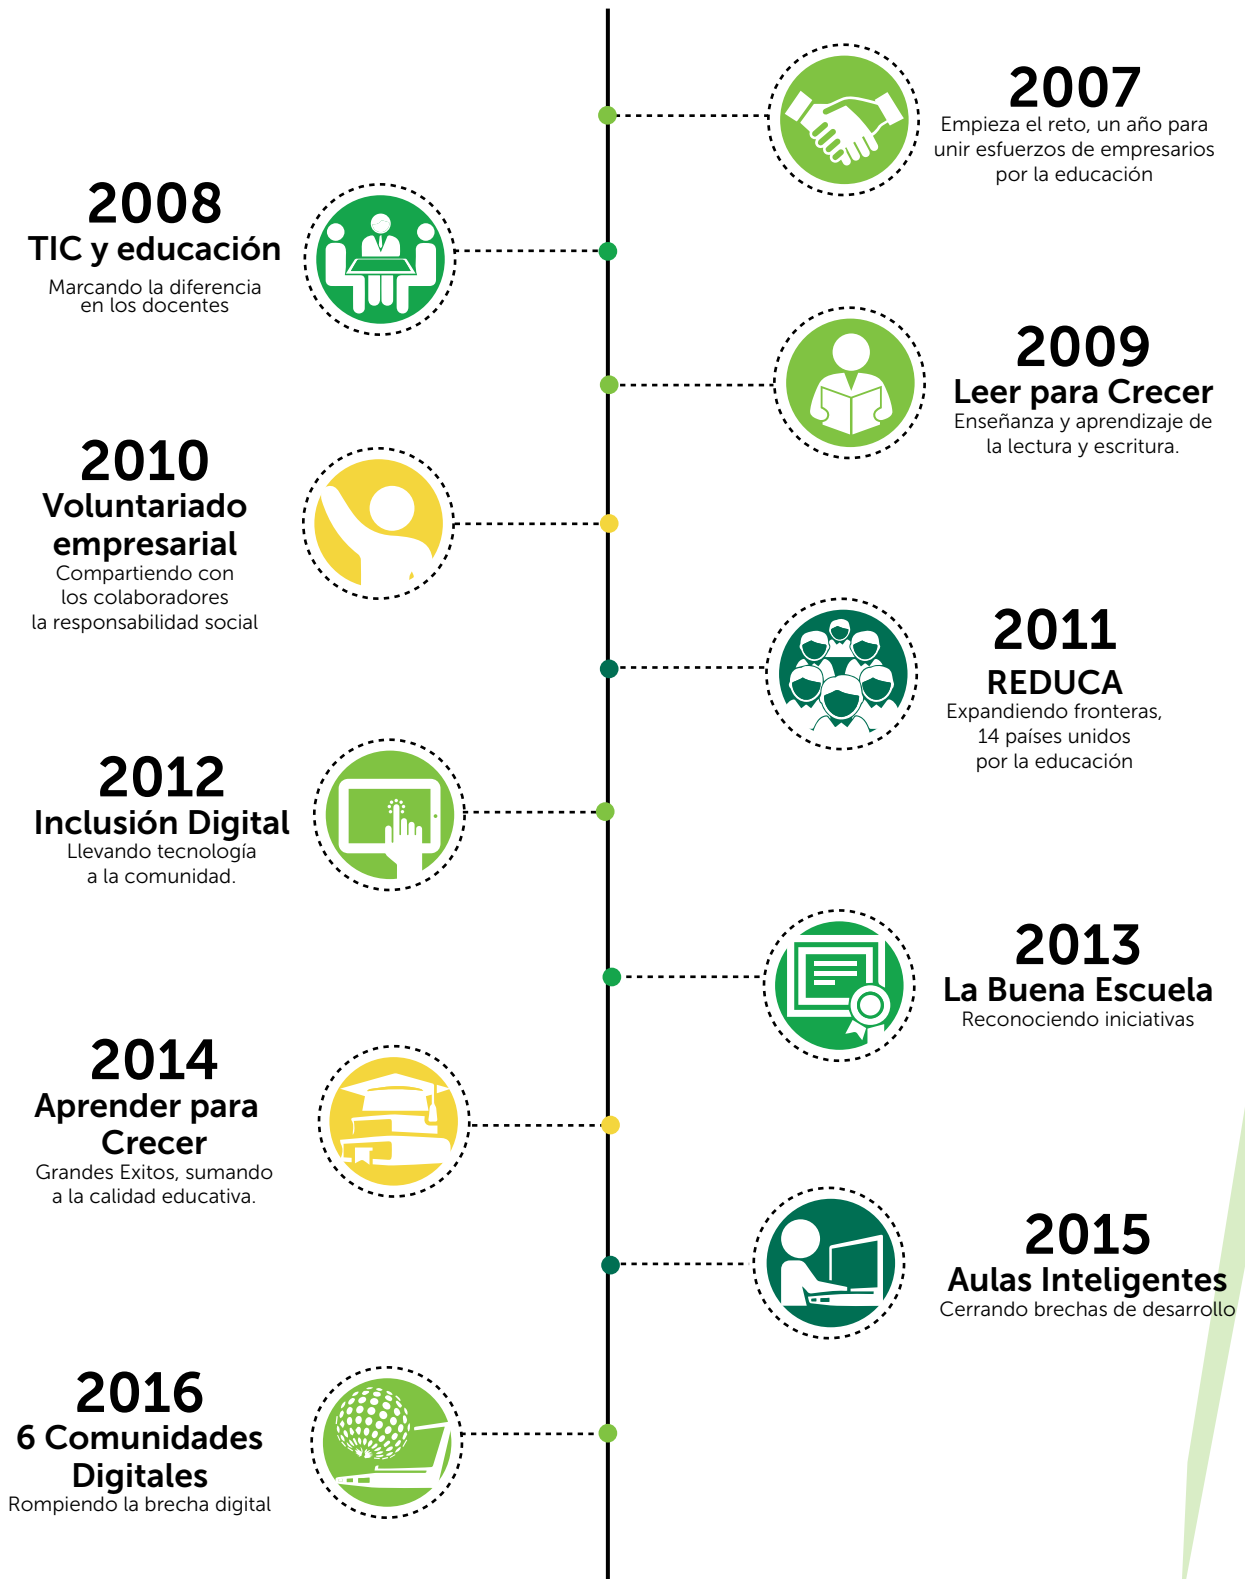 2007
Empieza el reto, un año para
unir esfuerzos de empresarios
por la educación
2008
TIC y educación
Marcando la diferencia
en los docentes
2009
Leer para Crecer
Enseñanza y aprendizaje de
la lectura y escritura.
2010
Voluntariado
empresarial
Compartiendo con
los colaboradores
la responsabilidad social
2011
REDUCA
Expandiendo fronteras,
14 países unidos
por la educación
2012
Inclusión Digital
Llevando tecnología
a la comunidad.
2013
La Buena Escuela
Reconociendo iniciativas
2014
Aprender para
Crecer
Grandes Exitos, sumando
a la calidad educativa.
2015
Aulas Inteligentes
Cerrando brechas de desarrollo
2016
6 Comunidades
Digitales
Rompiendo la brecha digital